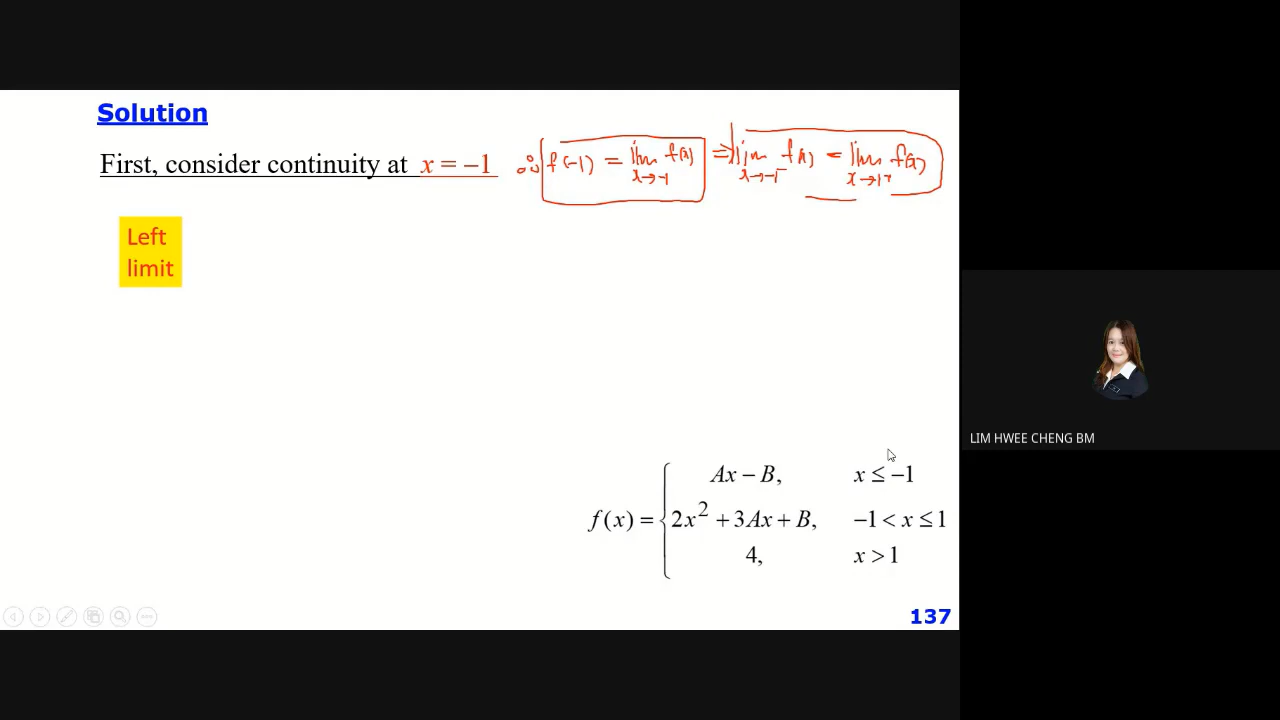 Solution
First, consider continuity at x = –1 ∴ f(-1) = lim x→-1 f(x) ⇒ lim x→-1⁻ f(x) = lim x→1⁺ f(x)
Left
limit
LIM HWEE CHENG BM
Ax − B, x ≤ −1
f(x) = { 2x² + 3Ax + B, −1 < x ≤ 1
4, x > 1
137